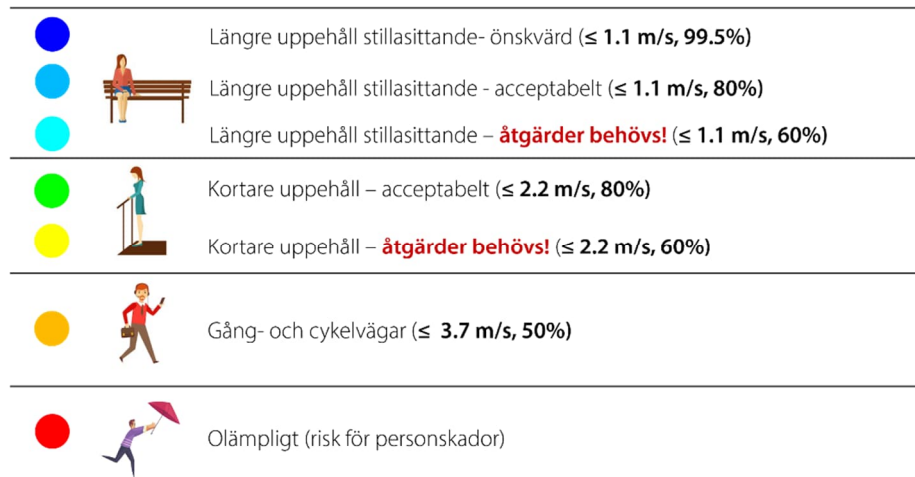 Längre uppehåll stillasittande- önskvärd (≤ 1.1 m/s, 99.5%)
Längre uppehåll stillasittande - acceptabelt (≤ 1.1 m/s, 80%)
Längre uppehåll stillasittande – åtgärder behövs! (≤ 1.1 m/s, 60%)
Kortare uppehåll – acceptabelt (≤ 2.2 m/s, 80%)
Kortare uppehåll – åtgärder behövs! (≤ 2.2 m/s, 60%)
Gång- och cykelvägar (≤ 3.7 m/s, 50%)
Olämpligt (risk för personskador)